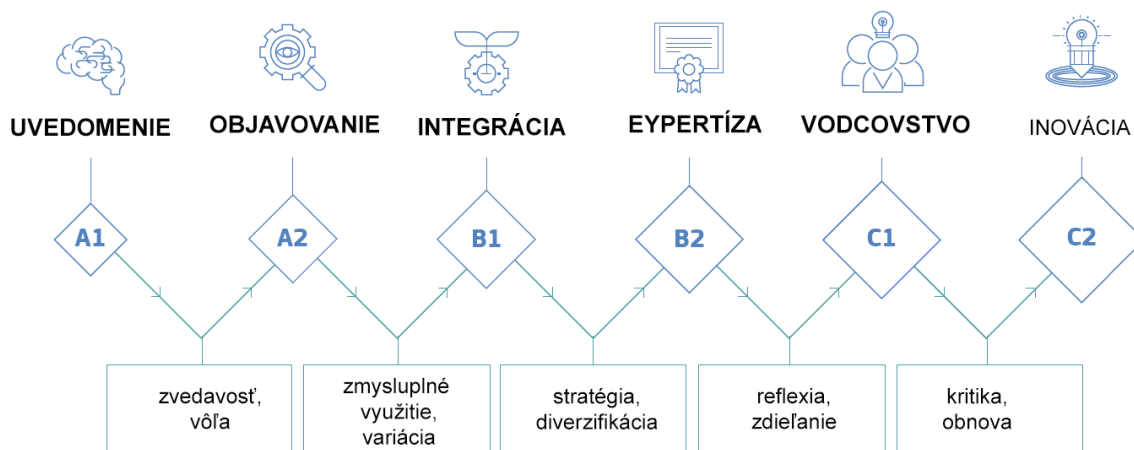 UVEDOMENIE
OBJAVOVANIE
INTEGRÁCIA
EYPERTÍZA
VODCOVSTVO
INOVÁCIA
A1
A2
B1
B2
C1
C2
zvedavosť,
vôľa
zmysluplné
využitie,
variácia
stratégia,
diverzifikácia
reflexia,
zdieľanie
kritika,
obnova